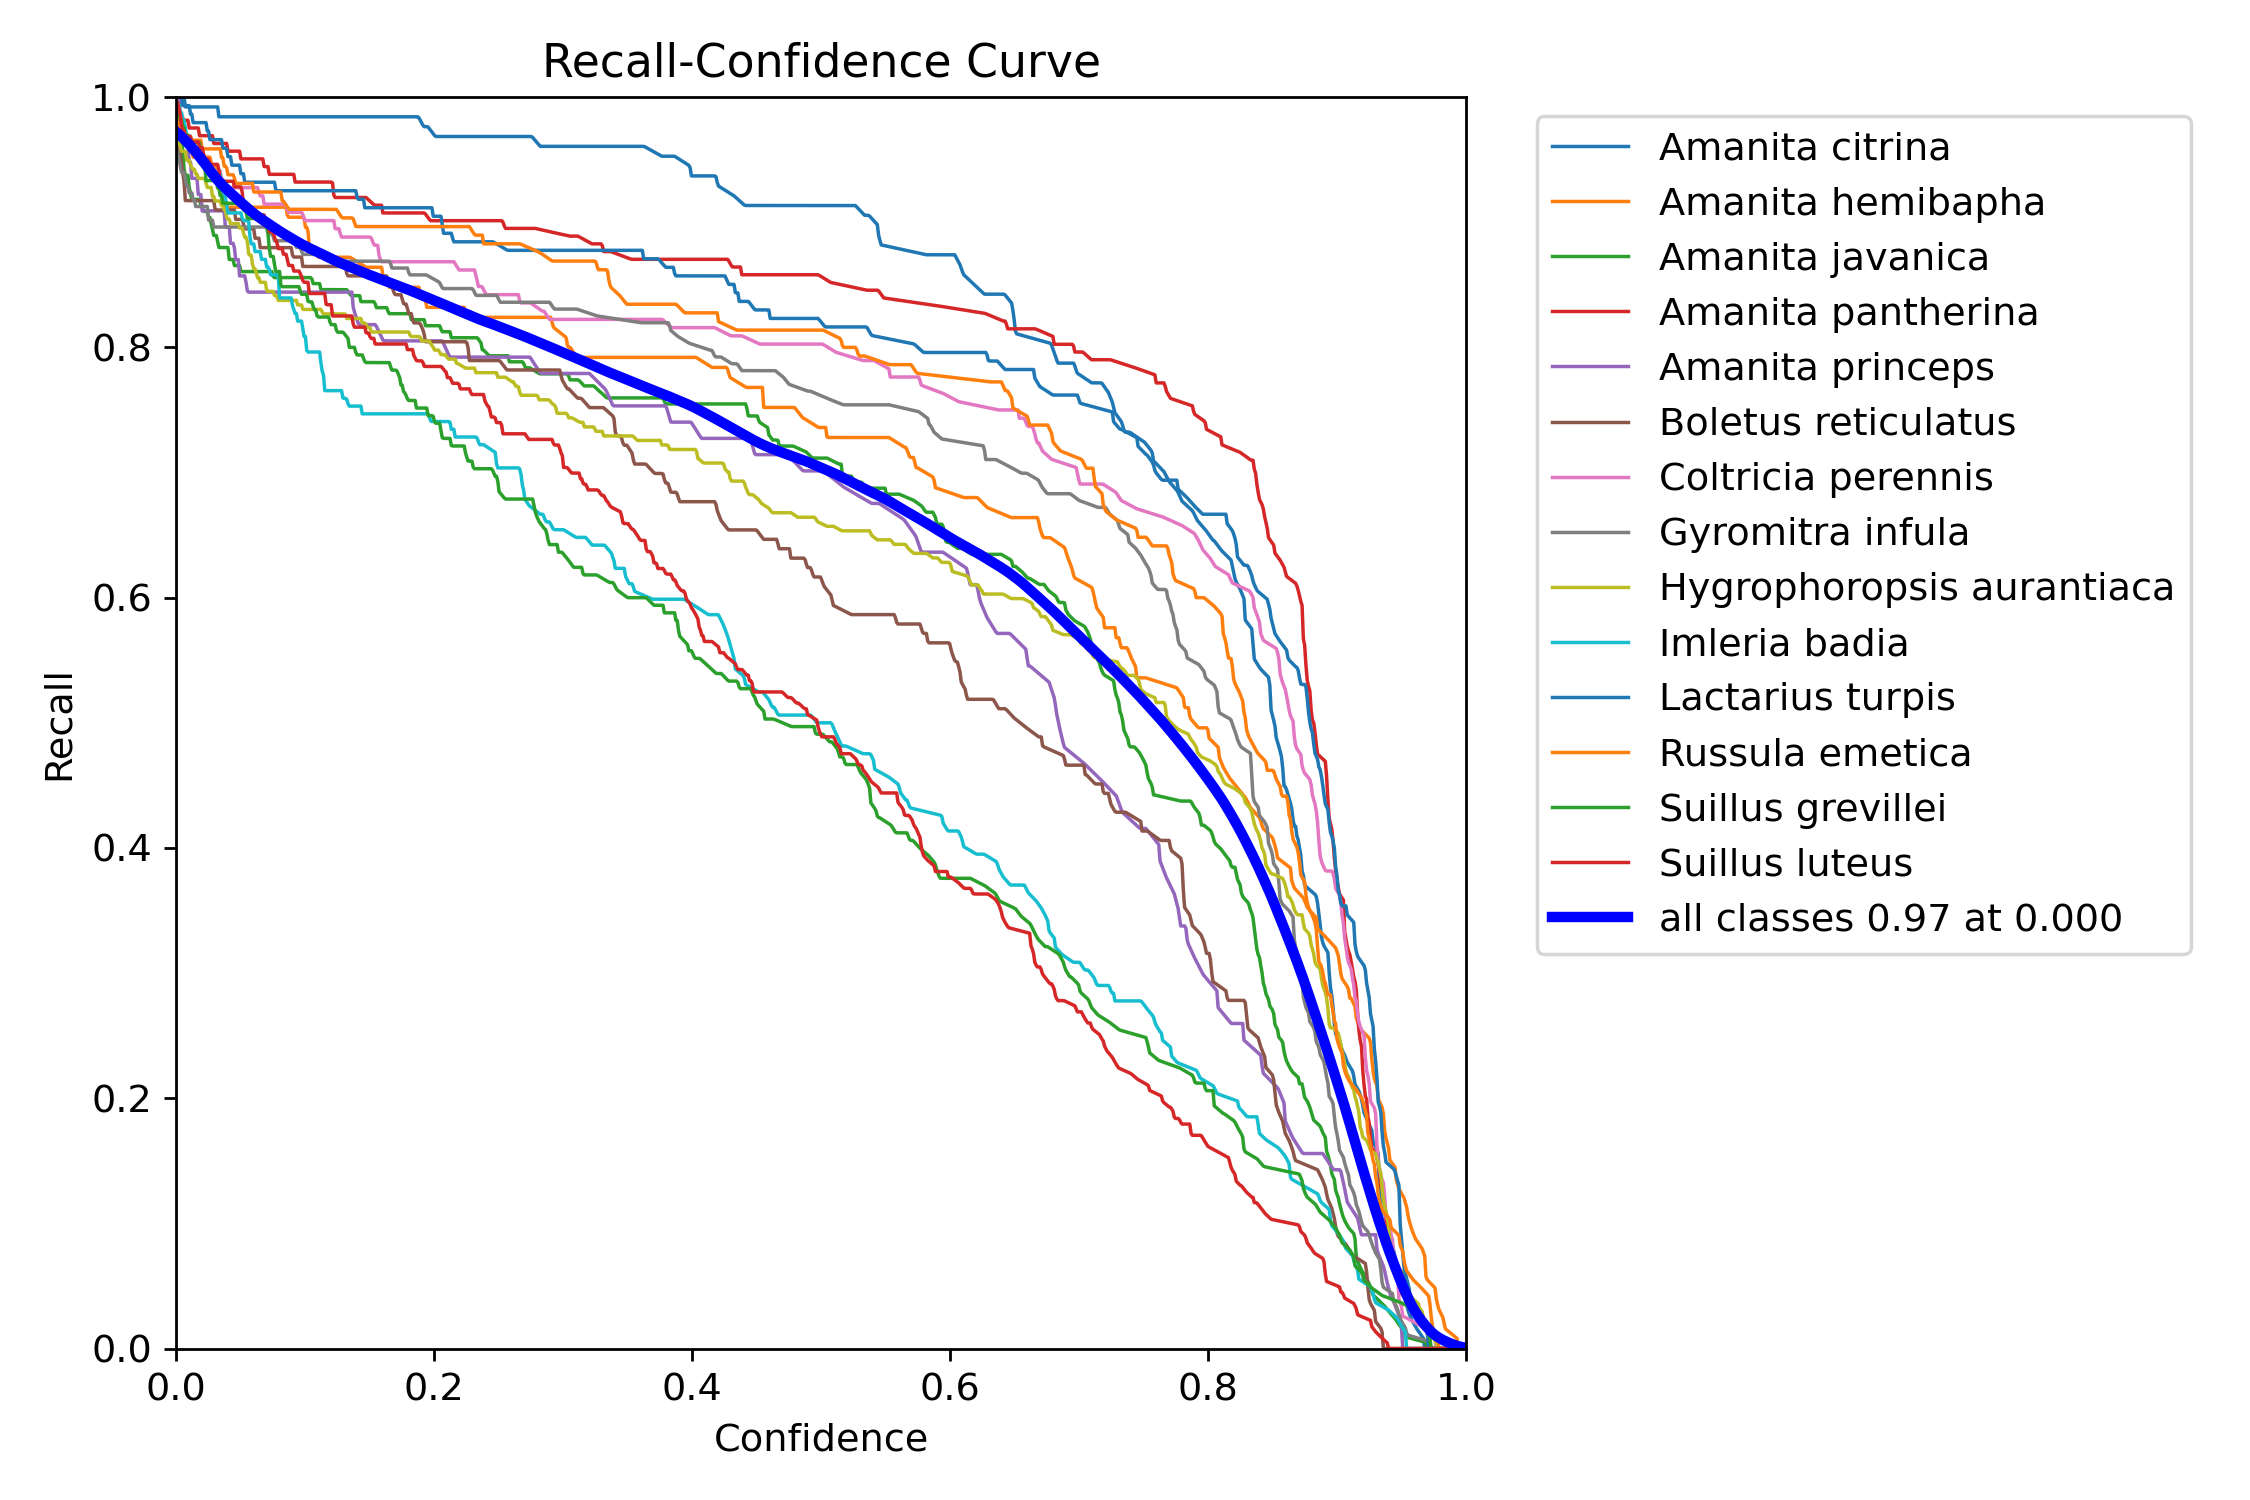 Recall-Confidence Curve
1.0
0.8
0.6
0.4
0.2
0.0
Recall
0.0 0.2 0.4 0.6 0.8 1.0
Confidence
Amanita citrina
Amanita hemibapha
Amanita javanica
Amanita pantherina
Amanita princeps
Boletus reticulatus
Coltricia perennis
Gyromitra infula
Hygrophoropsis aurantiaca
Imleria badia
Lactarius turpis
Russula emetica
Suillus grevillei
Suillus luteus
all classes 0.97 at 0.000